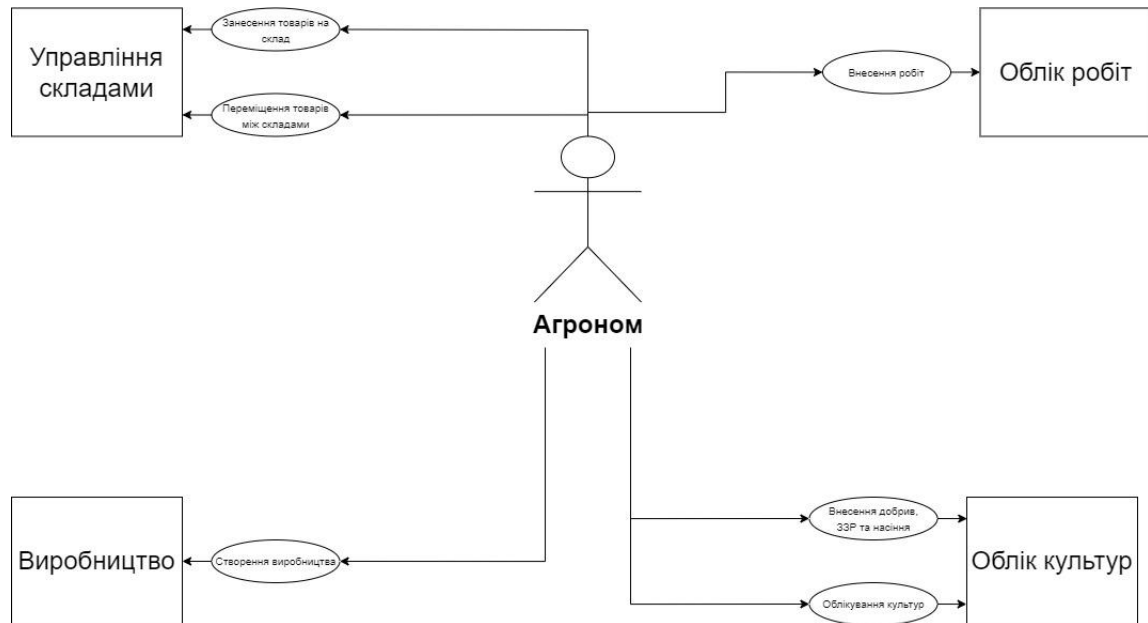 Управління
складами
Занесення товарів на
склад
Переміщення товарів
між складами
Внесення робіт
Облік робіт
Агроном
Виробництво
Створення виробництва
Внесення добрив,
ЗЗР та насіння
Облікування культур
Облік культур